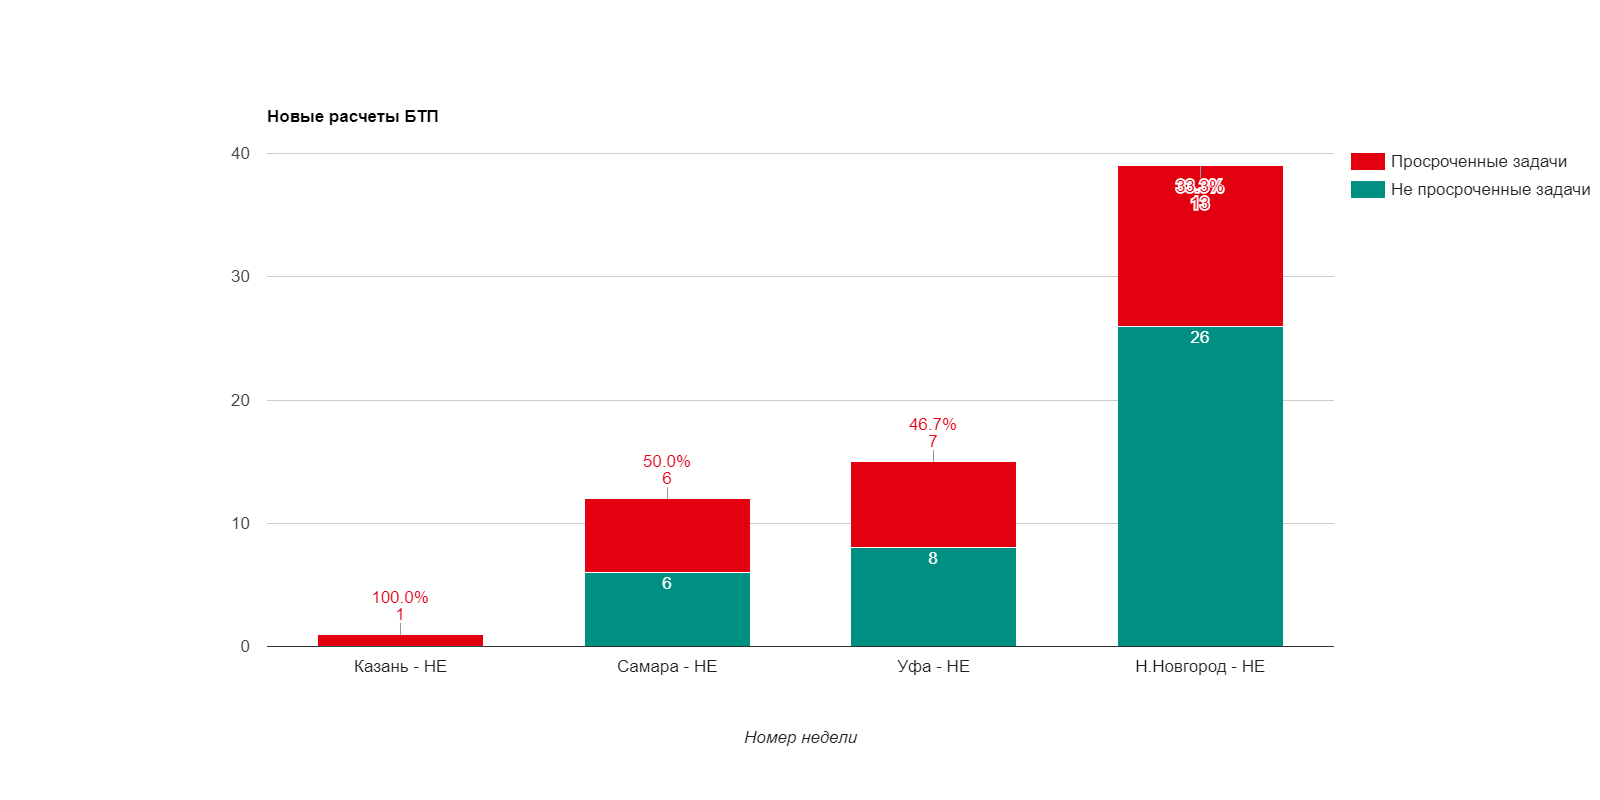 Новые расчеты БТП
40
30
20
10
0
Просроченные задачи
Не просроченные задачи
100.0%
1
50.0%
6
6
46.7%
7
8
33.3%
13
26
Казань - НЕ
Самара - НЕ
Уфа - НЕ
Н.Новгород - НЕ
Номер недели